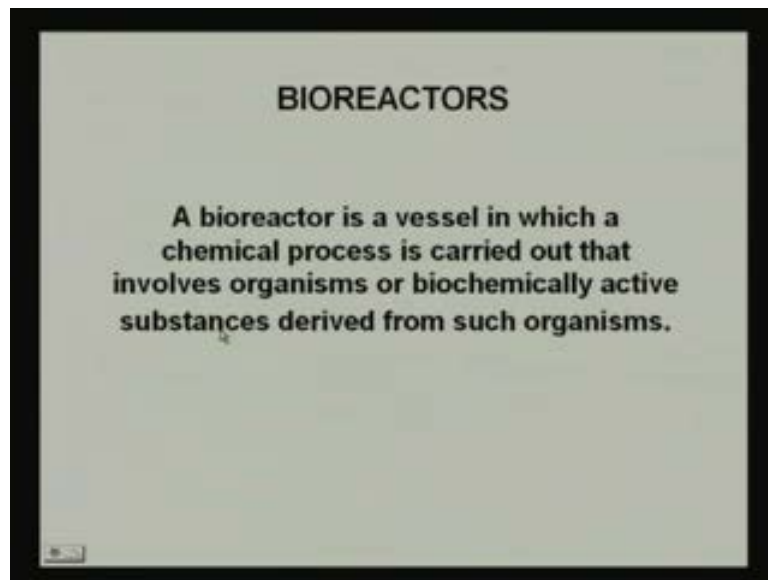 BIOREACTORS
A bioreactor is a vessel in which a
chemical process is carried out that
involves organisms or biochemically active
substances derived from such organisms.